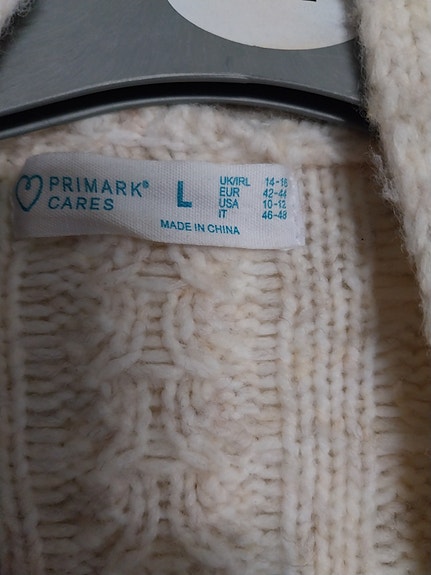 PRIMARK®
CARES
L
UK/IRL 14-16
EUR 42-44
USA 10-12
IT 46-48
MADE IN CHINA